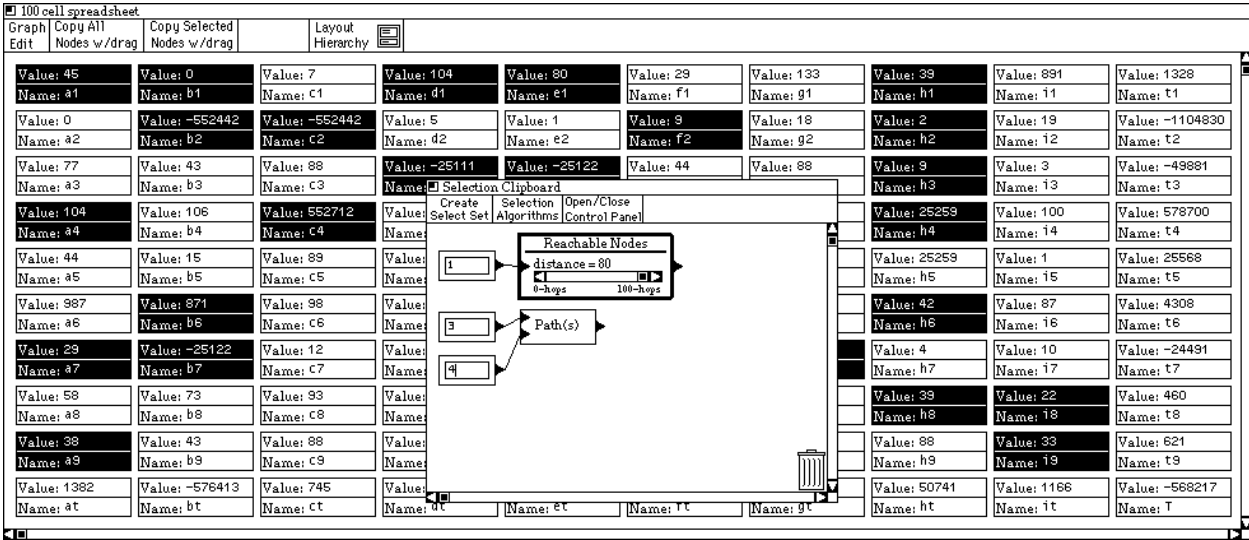 100 cell spreadsheet
Graph Edit Copy All Nodes w/drag Copy Selected Nodes w/drag Layout Hierarchy
Value: 45 Value: 0 Value: 7 Value: 104 Value: 80 Value: 29 Value: 133 Value: 39 Value: 891 Value: 1328
Name: a1 Name: b1 Name: c1 Name: d1 Name: e1 Name: f1 Name: g1 Name: h1 Name: i1 Name: t1
Value: 0 Value: -552442 Value: -552442 Value: 5 Value: 1 Value: 9 Value: 18 Value: 2 Value: 19 Value: -1104830
Name: a2 Name: b2 Name: c2 Name: d2 Name: e2 Name: f2 Name: g2 Name: h2 Name: i2 Name: t2
Value: 77 Value: 43 Value: 88 Value: -25111 Value: -25122 Value: 44 Value: 88 Value: 9 Value: 3 Value: -49881
Name: a3 Name: b3 Name: c3 Name: Name: h3 Name: i3 Name: t3
Selection Clipboard
Create Select Set Selection Algorithms Open/Close Control Panel
Value: 104 Value: 106 Value: 552712 Value: Value: 25259 Value: 100 Value: 578700
Name: a4 Name: b4 Name: c4 Name: Name: h4 Name: i4 Name: t4
Reachable Nodes
1 distance = 80
0-hops 100-hops
Value: 44 Value: 15 Value: 89 Value: Value: 25259 Value: 1 Value: 25568
Name: a5 Name: b5 Name: c5 Name: Name: h5 Name: i5 Name: t5
Value: 987 Value: 871 Value: 98 Value: Value: 42 Value: 87 Value: 4308
Name: a6 Name: b6 Name: c6 Name: Name: h6 Name: i6 Name: t6
3 Path(s)
4
Value: 29 Value: -25122 Value: 12 Value: Value: 4 Value: 10 Value: -24491
Name: a7 Name: b7 Name: c7 Name: Name: h7 Name: i7 Name: t7
Value: 58 Value: 73 Value: 93 Value: Value: 39 Value: 22 Value: 460
Name: a8 Name: b8 Name: c8 Name: Name: h8 Name: i8 Name: t8
Value: 38 Value: 43 Value: 88 Value: Value: 88 Value: 33 Value: 621
Name: a9 Name: b9 Name: c9 Name: Name: h9 Name: i9 Name: t9
Value: 1382 Value: -576413 Value: 745 Value: Value: 50741 Value: 1166 Value: -568217
Name: at Name: bt Name: ct Name: dt Name: et Name: ft Name: gt Name: ht Name: it Name: T